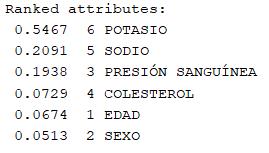 Ranked attributes:
0.5467 6 POTASIO
0.2091 5 SODIO
0.1938 3 PRESIÓN SANGUÍNEA
0.0729 4 COLESTEROL
0.0674 1 EDAD
0.0513 2 SEXO